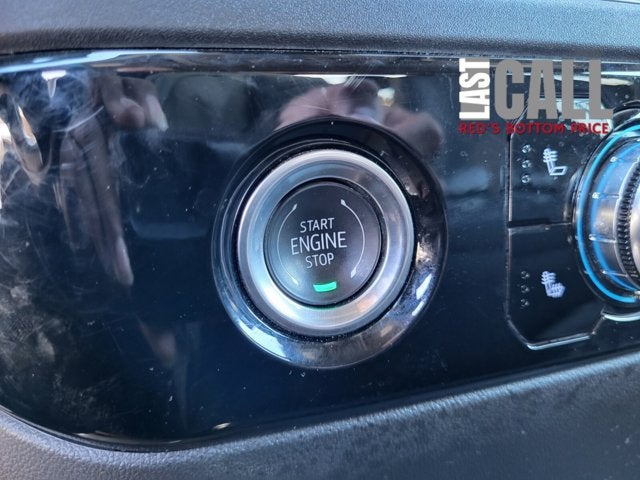 LAST CALL
RED'S BOTTOM PRICE
START
ENGINE
STOP